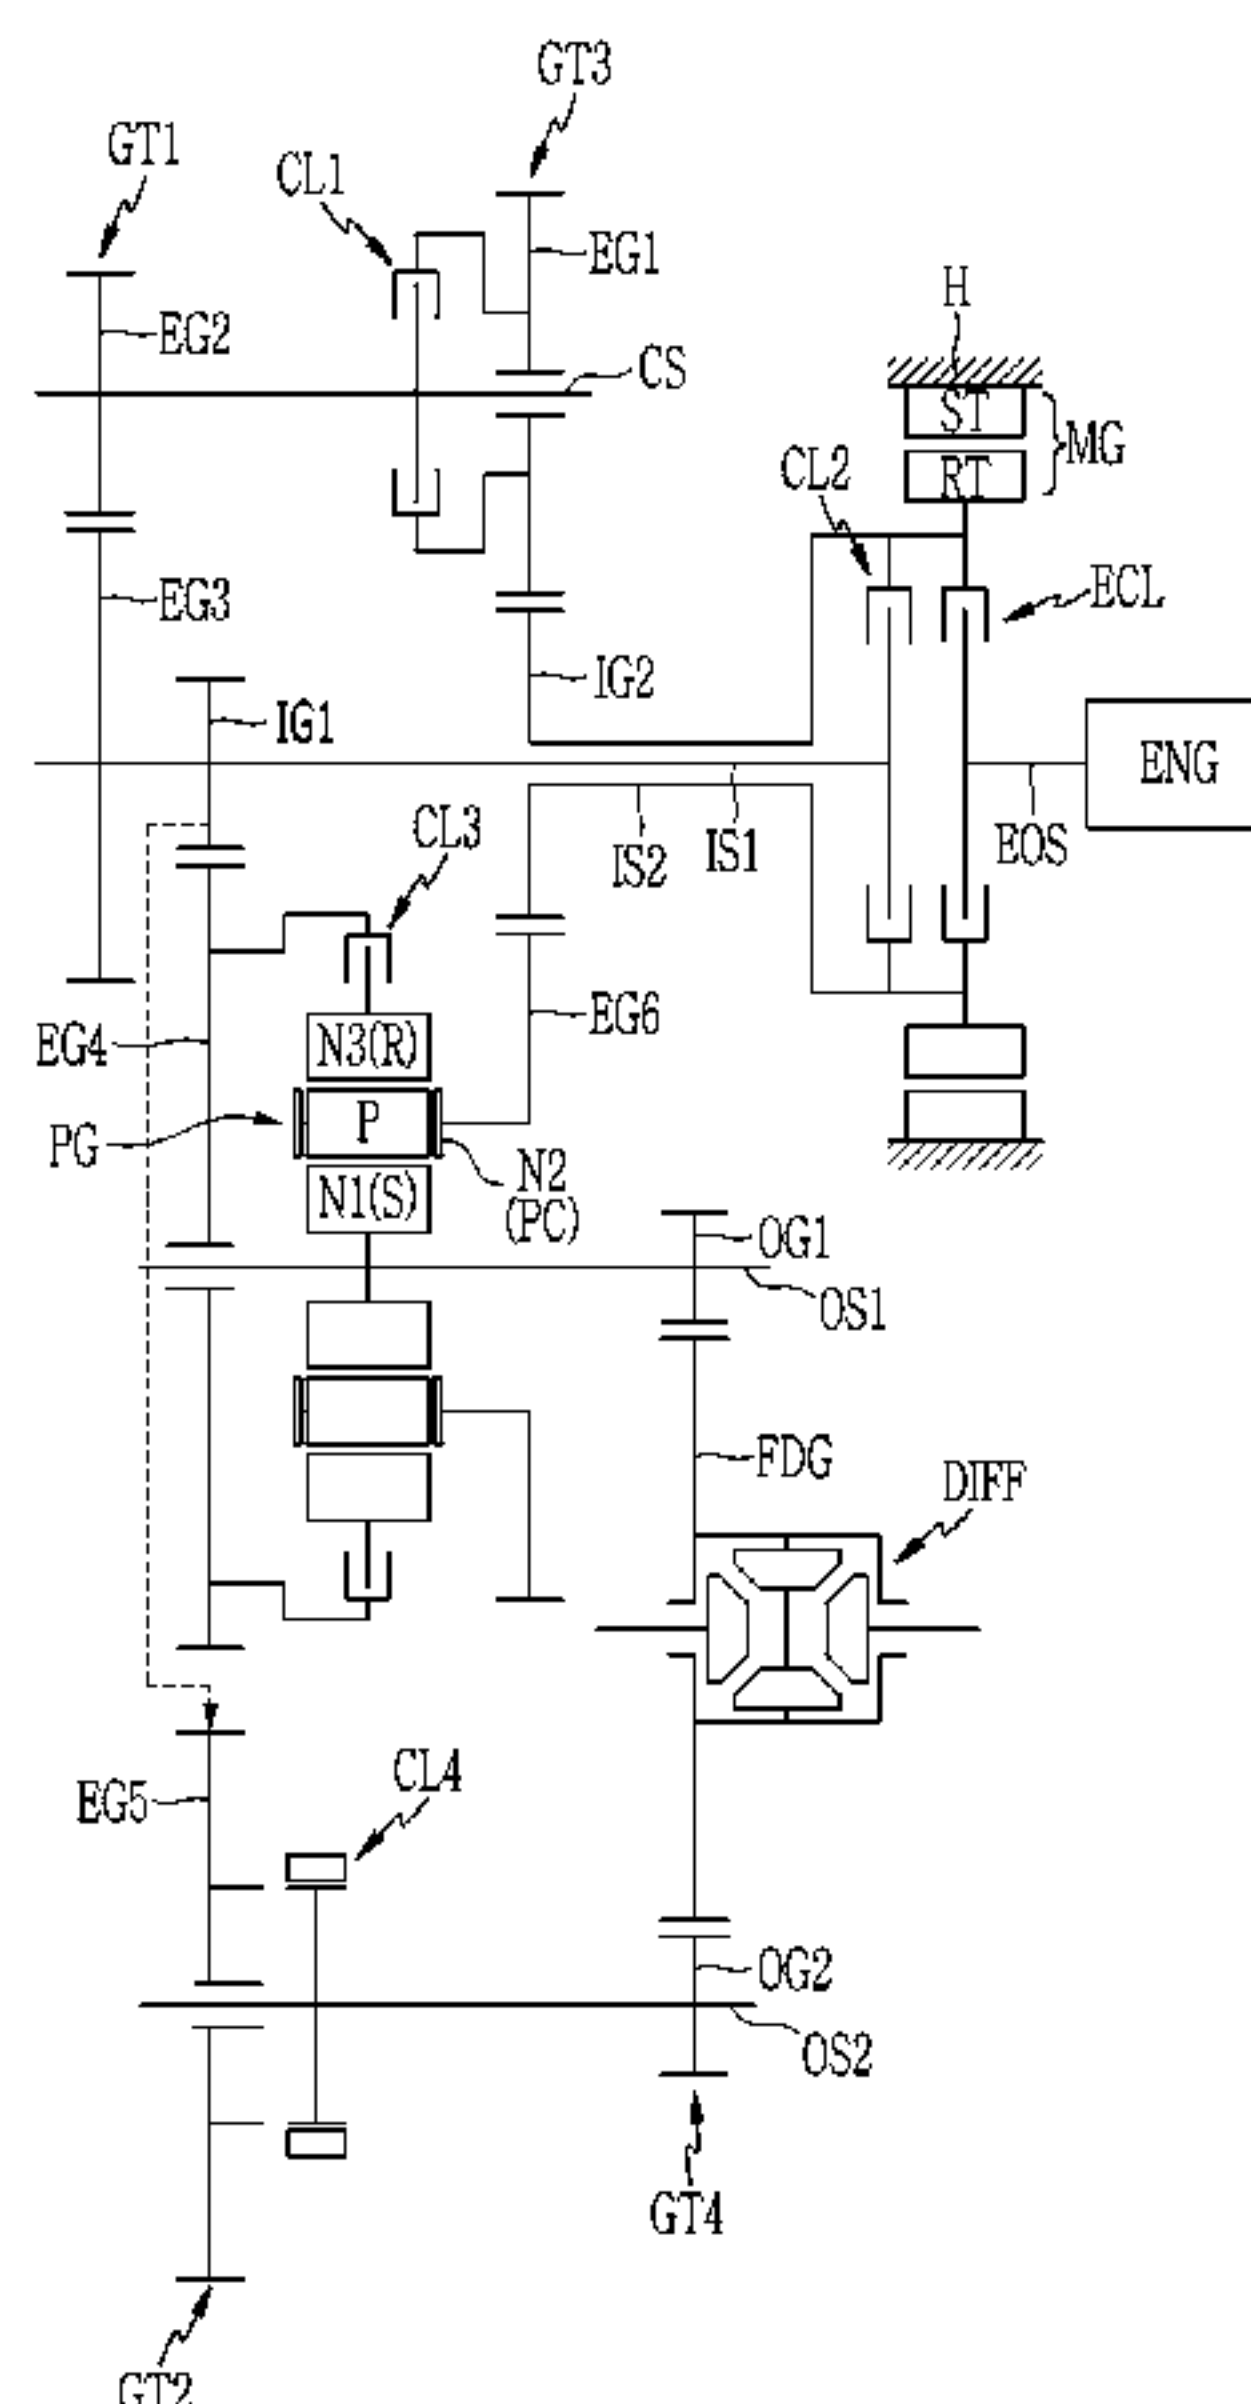 GT3
GT1
CL1
EG1
H
EG2
CS
ST
MG
CL2
RT
ECL
EG3
IG2
IG1
ENG
CL3
IS2
IS1
EOS
EG6
EG4
N3(R)
P
PG
N2
(PC)
N1(S)
OG1
OS1
FDG
DIFF
CL4
EG5
OG2
OS2
GT4
GT2